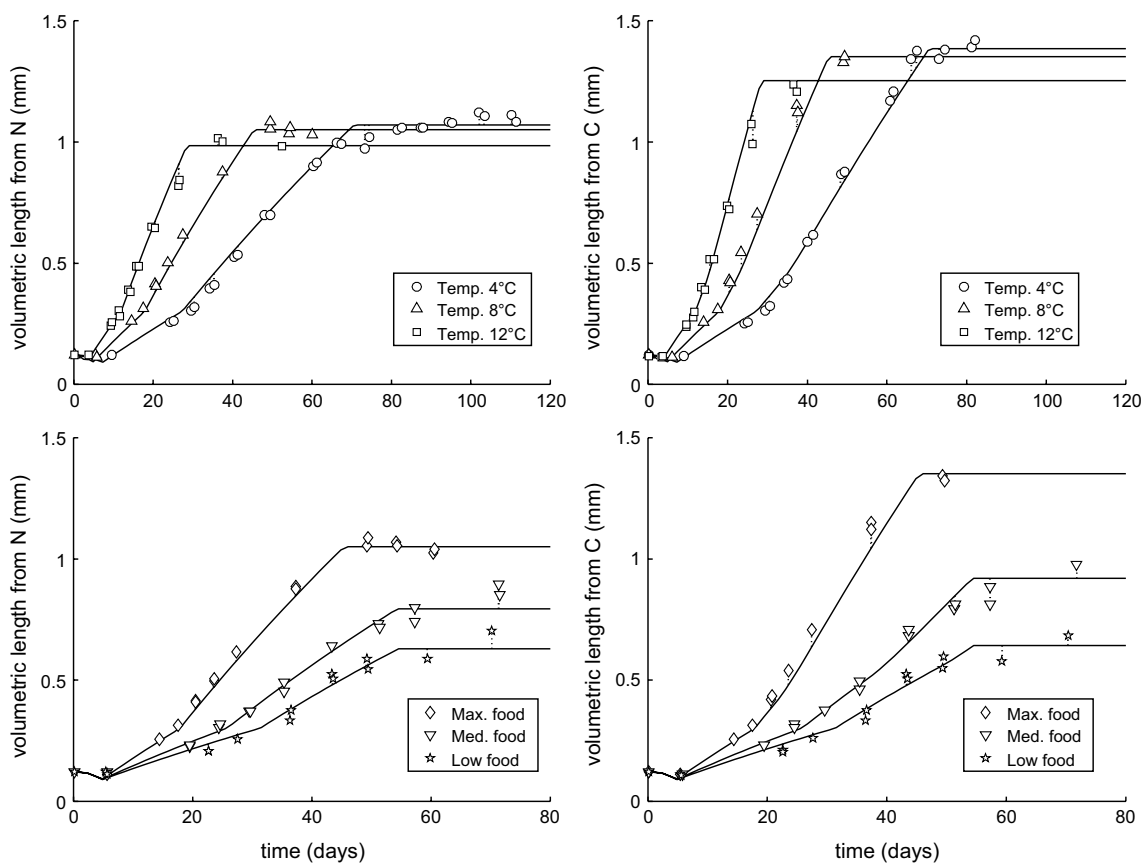 volumetric length from N (mm)
1.5
1
0.5
0
0 20 40 60 80 100 120
Temp. 4°C
Temp. 8°C
Temp. 12°C
volumetric length from C (mm)
1.5
1
0.5
0
0 20 40 60 80 100 120
Temp. 4°C
Temp. 8°C
Temp. 12°C
volumetric length from N (mm)
1.5
1
0.5
0
0 20 40 60 80
Max. food
Med. food
Low food
time (days)
volumetric length from C (mm)
1.5
1
0.5
0
0 20 40 60 80
Max. food
Med. food
Low food
time (days)